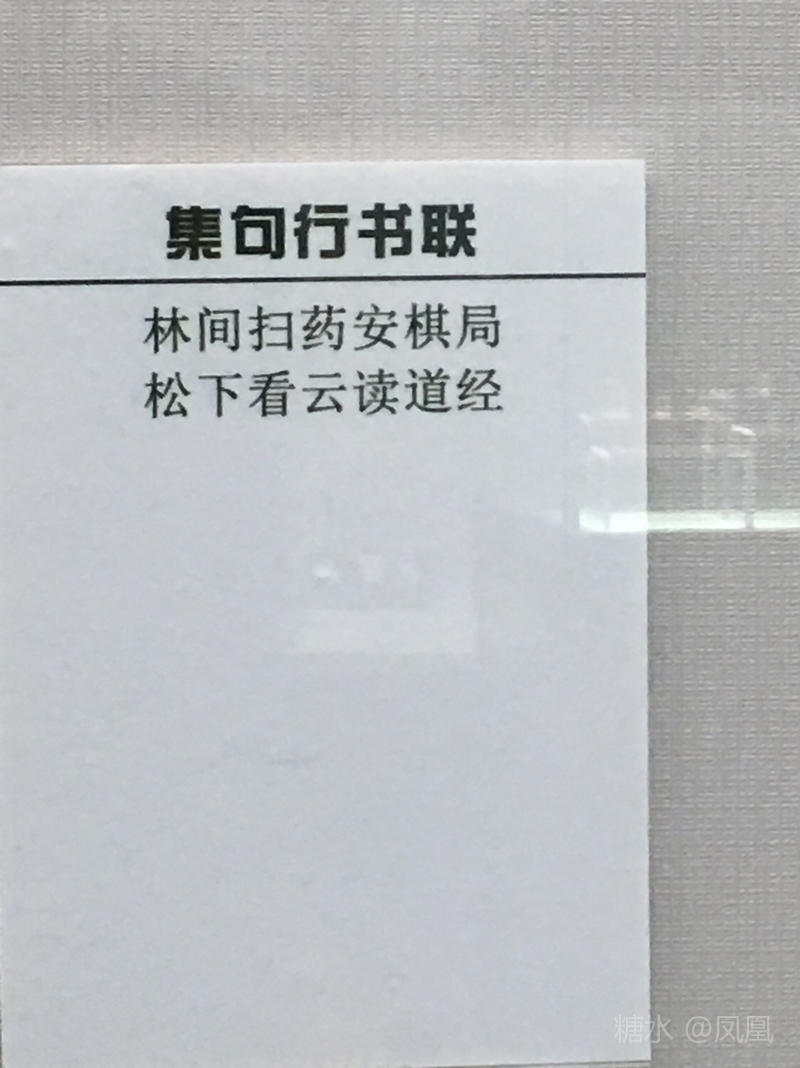 集句行书联
林间扫药安棋局
松下看云读道经
糖水 @凤凰